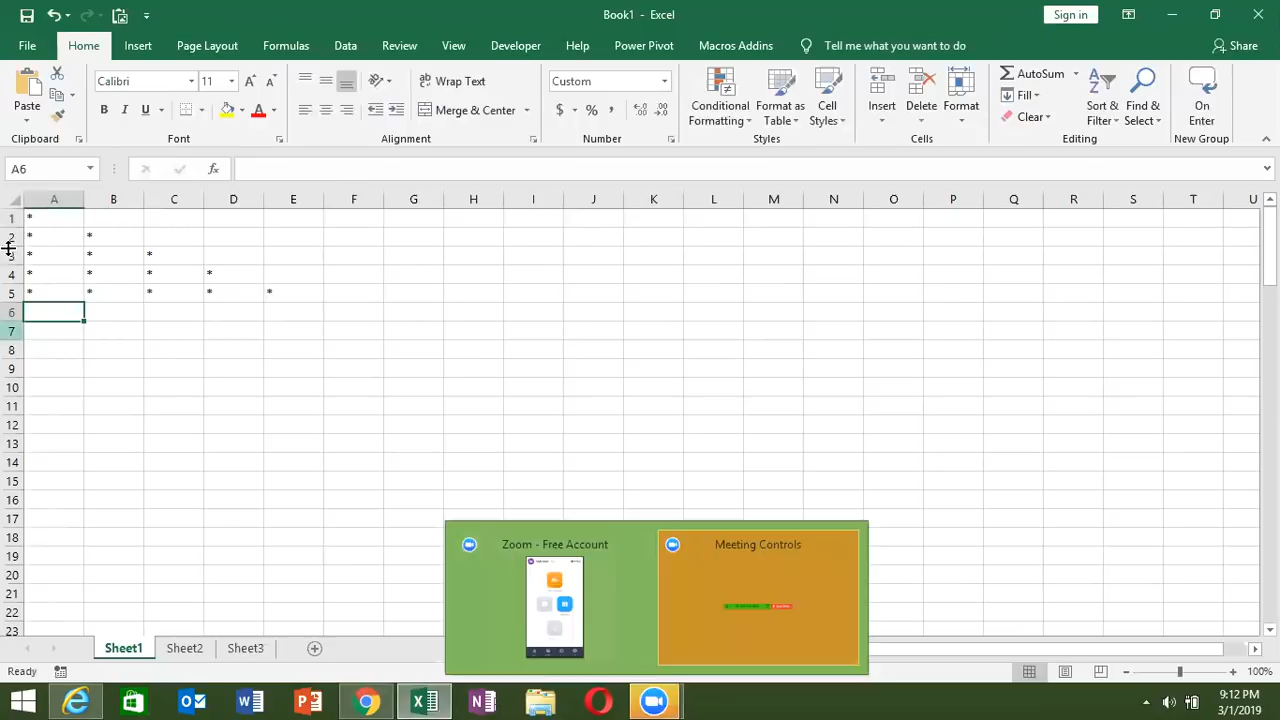 Book1 - Excel
Sign in
File Home Insert Page Layout Formulas Data Review View Developer Help Power Pivot Macros Addins Tell me what you want to do Share
Paste
Calibri 11 A A
B I U A
Wrap Text
Merge & Center
Custom
$ % ,
Conditional Formatting
Format as Table
Cell Styles
Insert
Delete
Format
AutoSum
Fill
Clear
Sort & Filter
Find & Select
On Enter
Clipboard Font Alignment Number Styles Cells Editing New Group
A6 fx
A B C D E F G H I J K L M N O P Q R S T U
1 *
2 * *
3 * * *
4 * * * *
5 * * * * *
6
7
8
9
10
11
12
13
14
15
16
17
18
19
20
21
22
23
Zoom - Free Account
Meeting Controls
Sheet1 Sheet2 Sheet3
Ready
100%
9:12 PM
3/1/2019